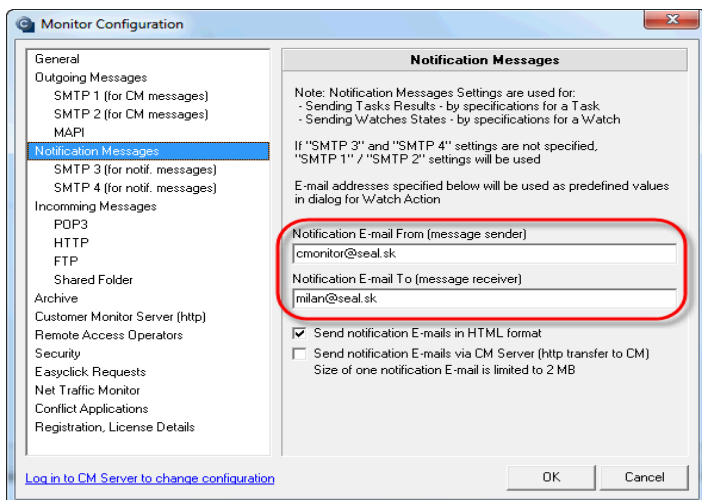 Monitor Configuration
General
Outgoing Messages
SMTP 1 (for CM messages)
SMTP 2 (for CM messages)
MAPI
Notification Messages
SMTP 3 (for notif. messages)
SMTP 4 (for notif. messages)
Incomming Messages
POP3
HTTP
FTP
Shared Folder
Archive
Customer Monitor Server (http)
Remote Access Operators
Security
Easyclick Requests
Net Traffic Monitor
Conflict Applications
Registration, License Details
Notification Messages
Note: Notification Messages Settings are used for:
- Sending Tasks Results - by specifications for a Task
- Sending Watches States - by specifications for a Watch
If "SMTP 3" and "SMTP 4" settings are not specified,
"SMTP 1" / "SMTP 2" settings will be used
E-mail addresses specified below will be used as predefined values
in dialog for Watch Action
Notification E-mail From (message sender)
cmonitor@seal.sk
Notification E-mail To (message receiver)
milan@seal.sk
Send notification E-mails in HTML format
Send notification E-mails via CM Server (http transfer to CM)
Size of one notification E-mail is limited to 2 MB
Log in to CM Server to change configuration
OK
Cancel